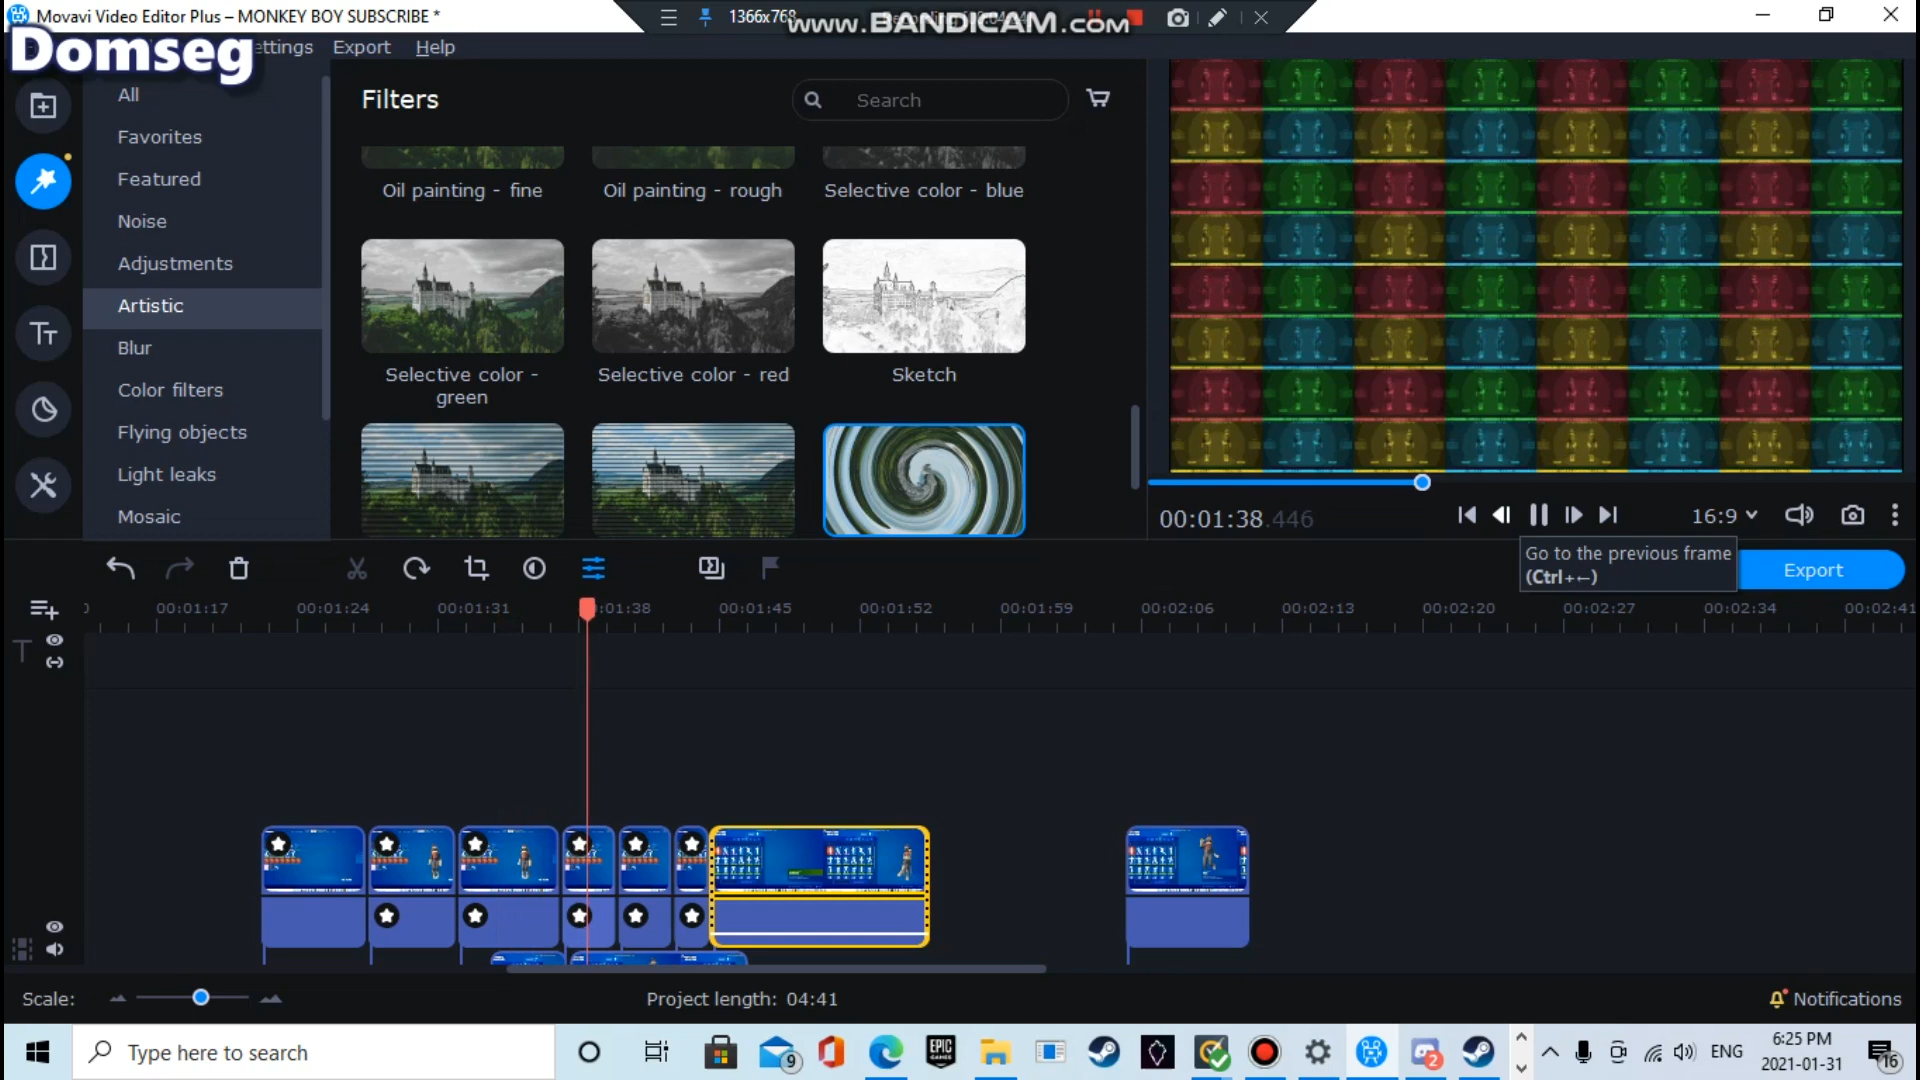 Movavi Video Editor Plus – MONKEY BOY SUBSCRIBE *
1366x768
www.BANDICAM.com
Domseg
ettings
Export
Help
All
Favorites
Featured
Noise
Adjustments
Artistic
Blur
Color filters
Flying objects
Light leaks
Mosaic
Filters
Search
Oil painting - fine
Oil painting - rough
Selective color - blue
Selective color -
green
Selective color - red
Sketch
00:01:38.446
16:9
Go to the previous frame
(Ctrl+←)
Export
00:01:17
00:01:24
00:01:31
:01:38
00:01:45
00:01:52
00:01:59
00:02:06
00:02:13
00:02:20
00:02:27
00:02:34
00:02:41
Scale:
Project length: 04:41
Notifications
Type here to search
9
EPIC
GAMES
2
ENG
6:25 PM
2021-01-31
16